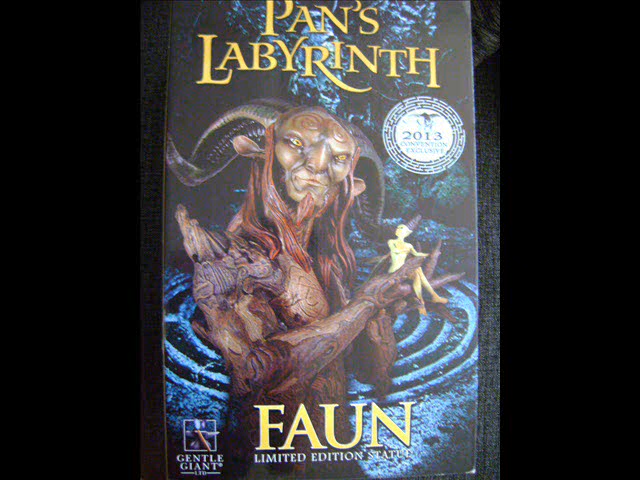 PAN'S
LABYRINTH
2013
CONVENTION
EXCLUSIVE
FAUN
LIMITED EDITION STATUE
GENTLE
GIANT®
LTD